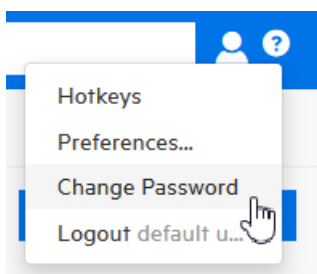 ?
Hotkeys
Preferences...
Change Password
Logout default u...